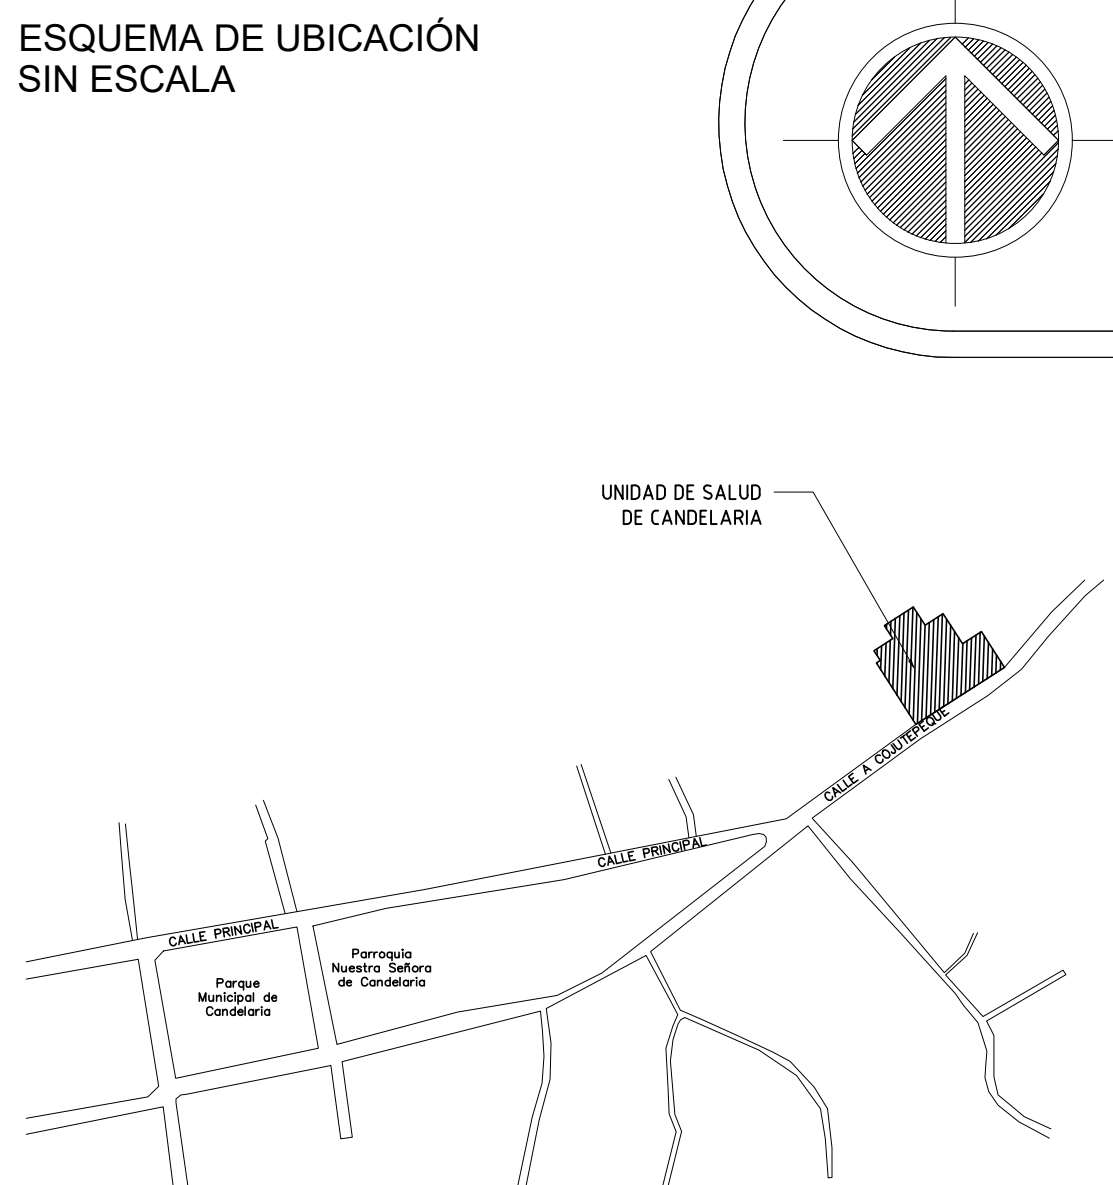 ESQUEMA DE UBICACIÓN
SIN ESCALA
UNIDAD DE SALUD
DE CANDELARIA
CALLE A COJUTEPEQUE
CALLE PRINCIPAL
CALLE PRINCIPAL
Parroquia
Nuestra Señora
de Candelaria
Parque
Municipal de
Candelaria